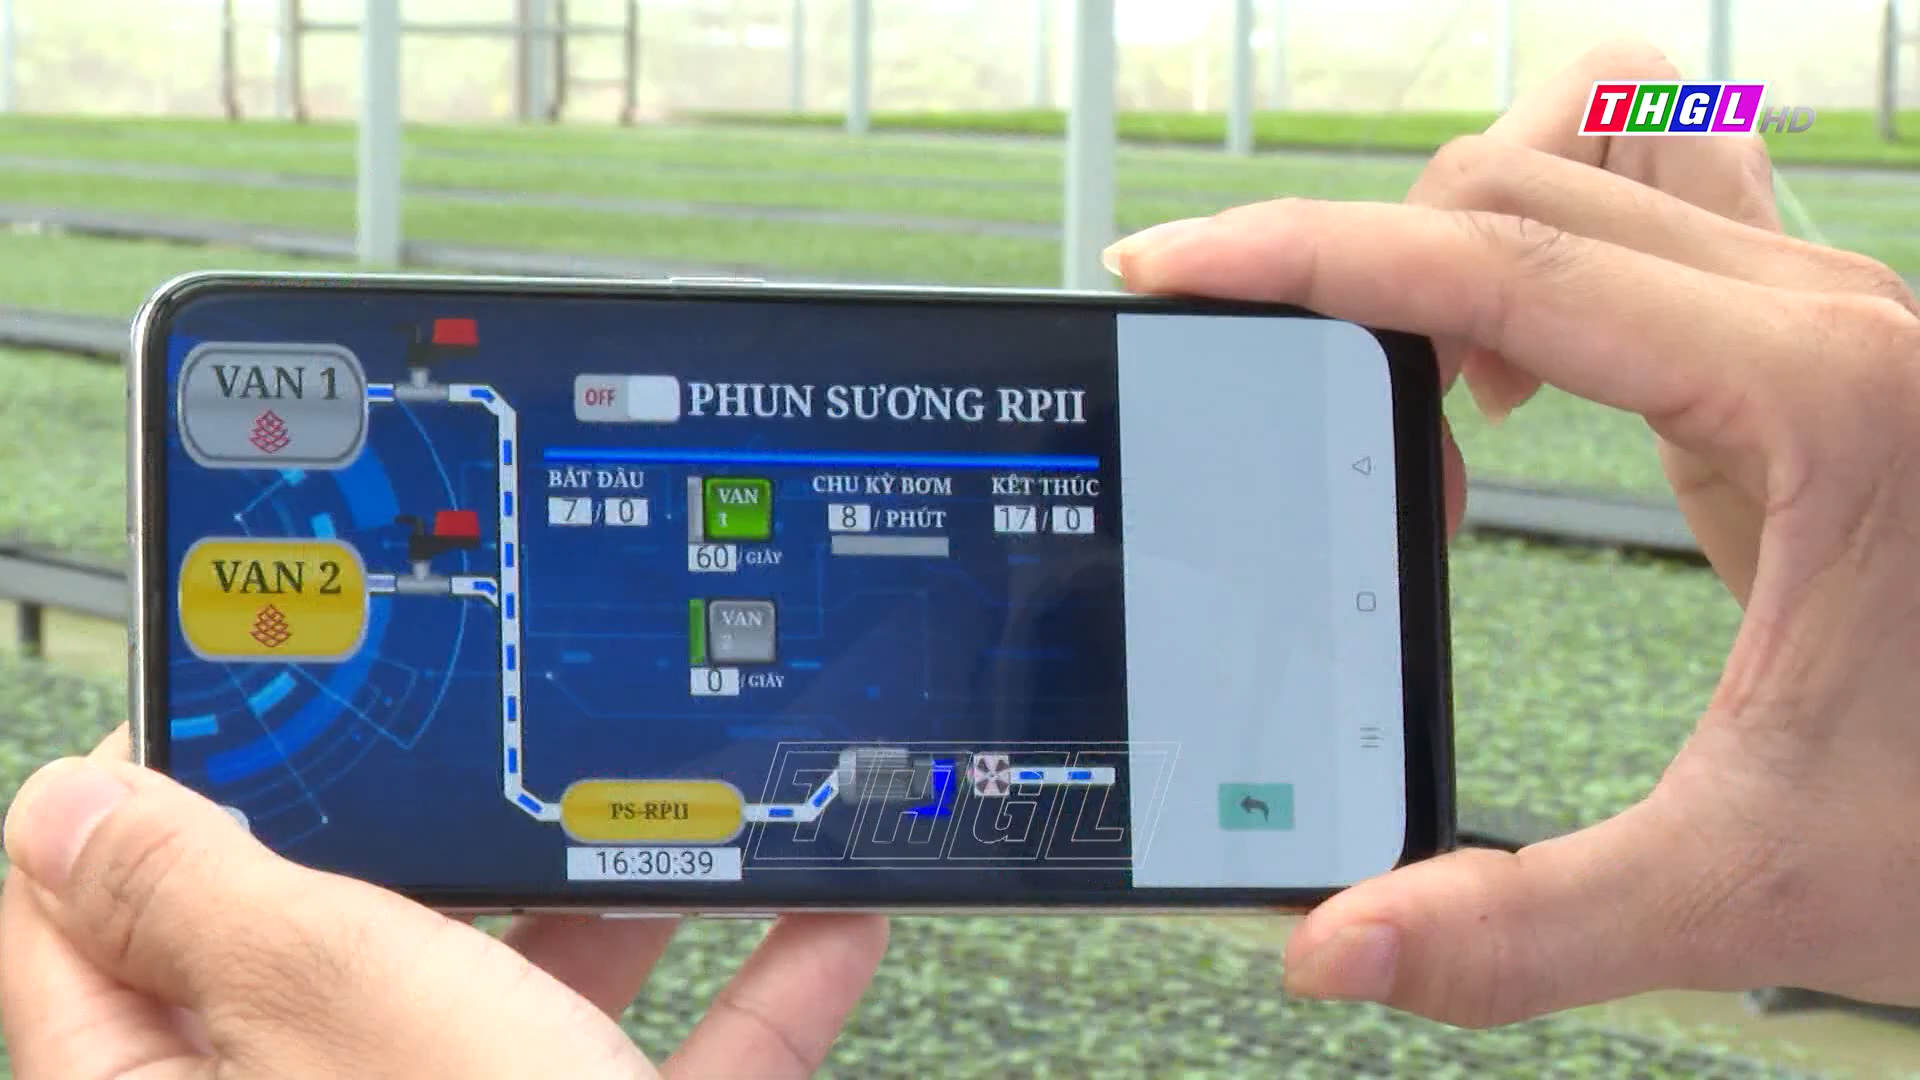 THGL HD
VAN 1
OFF PHUN SƯƠNG RPII
BẮT ĐẦU
7 / 0
VAN
1
60 / GIÂY
CHU KỲ BƠM
8 / PHÚT
KẾT THÚC
17 / 0
VAN 2
VAN
2
0 / GIÂY
PS-RPII
16:30:39
THGL